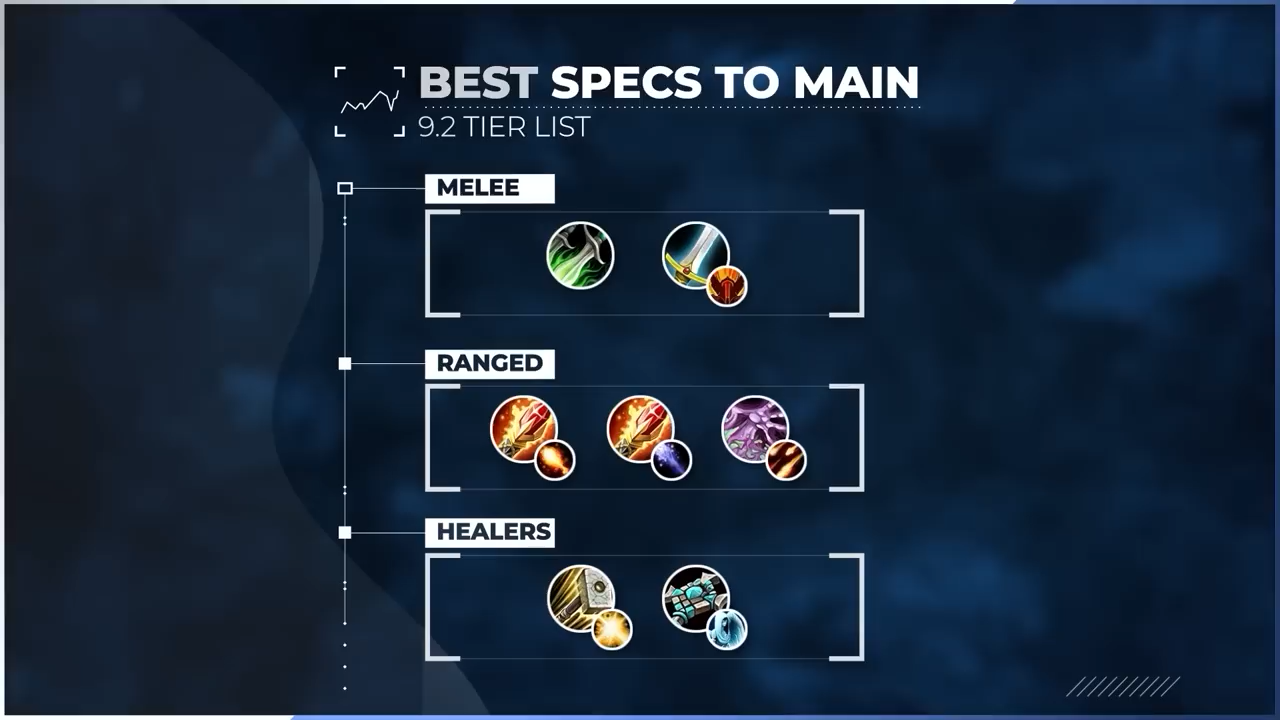 BEST SPECS TO MAIN
9.2 TIER LIST
MELEE
RANGED
HEALERS